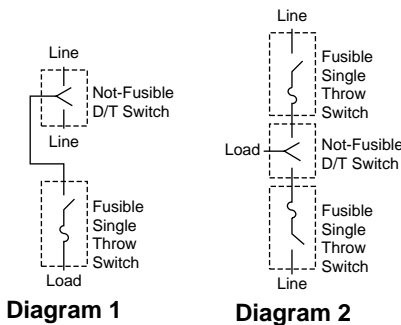 Line
Not-Fusible
D/T Switch
Line
Fusible
Single
Throw
Switch
Load
Diagram 1
Line
Fusible
Single
Throw
Switch
Load
Not-Fusible
D/T Switch
Fusible
Single
Throw
Switch
Line
Diagram 2